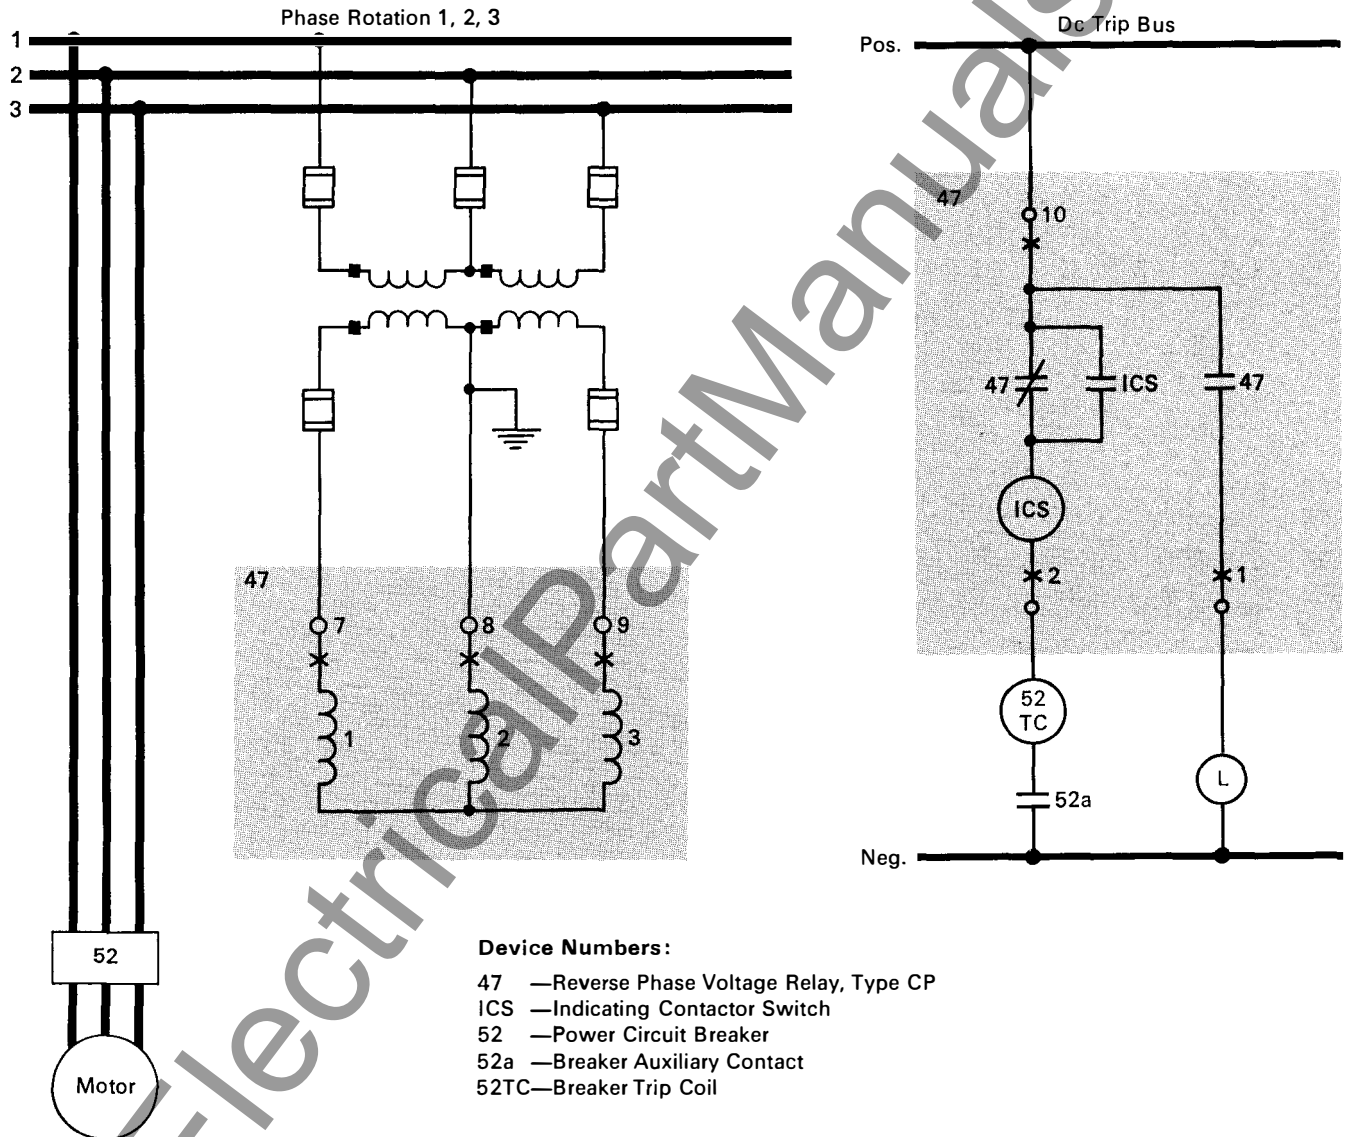 Phase Rotation 1, 2, 3
1
2
3
47
7
8
9
1
2
3
52
Motor
Dc Trip Bus
Pos.
47
10
47
ICS
47
ICS
2
1
52
TC
L
52a
Neg.
Device Numbers:
47 —Reverse Phase Voltage Relay, Type CP
ICS —Indicating Contactor Switch
52 —Power Circuit Breaker
52a —Breaker Auxiliary Contact
52TC—Breaker Trip Coil
ElectricalPartManuals